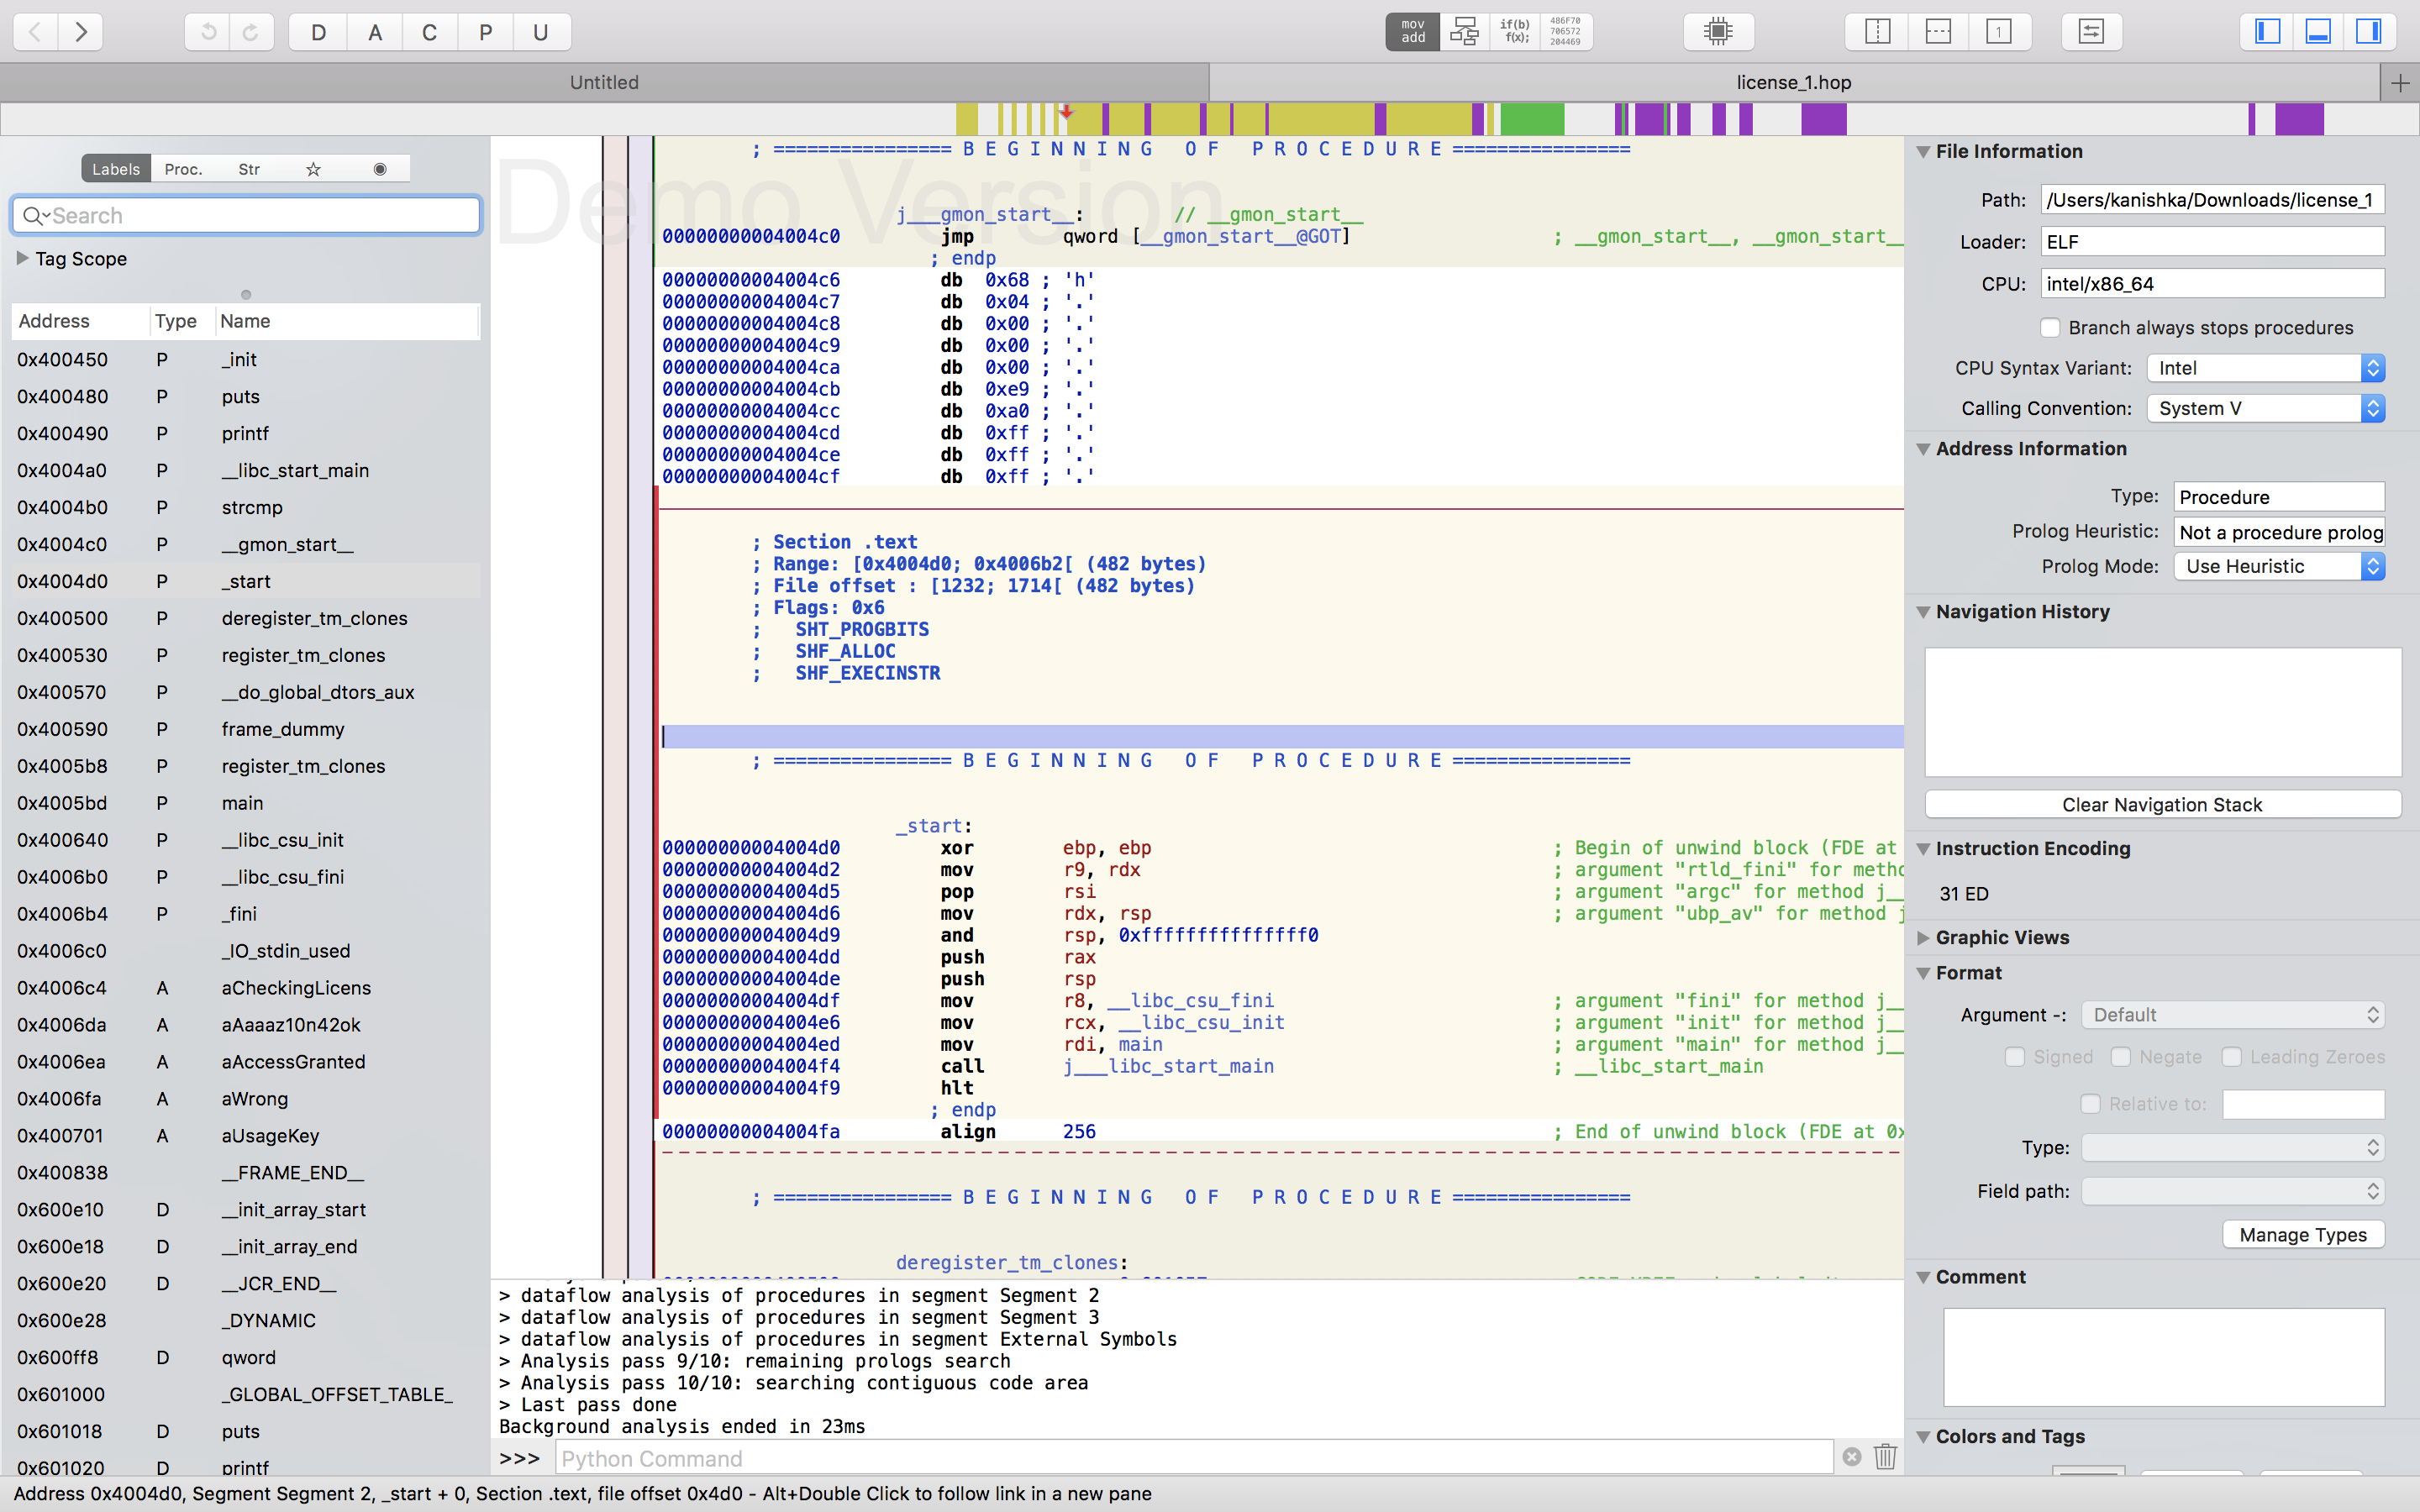 D A C P U
mov add
if(b) f(x);
486F70 706572 204469
1
Untitled
license_1.hop
Demo Version
Labels Proc. Str
Search
Tag Scope
Address Type Name
0x400450 P _init
0x400480 P puts
0x400490 P printf
0x4004a0 P __libc_start_main
0x4004b0 P strcmp
0x4004c0 P __gmon_start__
0x4004d0 P _start
0x400500 P deregister_tm_clones
0x400530 P register_tm_clones
0x400570 P __do_global_dtors_aux
0x400590 P frame_dummy
0x4005b8 P register_tm_clones
0x4005bd P main
0x400640 P __libc_csu_init
0x4006b0 P __libc_csu_fini
0x4006b4 P _fini
0x4006c0 _IO_stdin_used
0x4006c4 A aCheckingLicens
0x4006da A aAaaaz10n42ok
0x4006ea A aAccessGranted
0x4006fa A aWrong
0x400701 A aUsageKey
0x400838 __FRAME_END__
0x600e10 D __init_array_start
0x600e18 D __init_array_end
0x600e20 D __JCR_END__
0x600e28 _DYNAMIC
0x600ff8 D qword
0x601000 _GLOBAL_OFFSET_TABLE_
0x601018 D puts
0x601020 D printf
; ================ B E G I N N I N G   O F   P R O C E D U R E ================
j___gmon_start__: // __gmon_start__
00000000004004c0 jmp qword [__gmon_start__@GOT] ; __gmon_start__, __gmon_start__
; endp
00000000004004c6 db 0x68 ; 'h'
00000000004004c7 db 0x04 ; '.'
00000000004004c8 db 0x00 ; '.'
00000000004004c9 db 0x00 ; '.'
00000000004004ca db 0x00 ; '.'
00000000004004cb db 0xe9 ; '.'
00000000004004cc db 0xa0 ; '.'
00000000004004cd db 0xff ; '.'
00000000004004ce db 0xff ; '.'
00000000004004cf db 0xff ; '.'
; Section .text
; Range: [0x4004d0; 0x4006b2[ (482 bytes)
; File offset : [1232; 1714[ (482 bytes)
; Flags: 0x6
;   SHT_PROGBITS
;   SHF_ALLOC
;   SHF_EXECINSTR
; ================ B E G I N N I N G   O F   P R O C E D U R E ================
_start:
00000000004004d0 xor ebp, ebp ; Begin of unwind block (FDE at
00000000004004d2 mov r9, rdx ; argument "rtld_fini" for metho
00000000004004d5 pop rsi ; argument "argc" for method j__
00000000004004d6 mov rdx, rsp ; argument "ubp_av" for method j
00000000004004d9 and rsp, 0xfffffffffffffff0
00000000004004dd push rax
00000000004004de push rsp
00000000004004df mov r8, __libc_csu_fini ; argument "fini" for method j__
00000000004004e6 mov rcx, __libc_csu_init ; argument "init" for method j__
00000000004004ed mov rdi, main ; argument "main" for method j__
00000000004004f4 call j___libc_start_main ; __libc_start_main
00000000004004f9 hlt
; endp
00000000004004fa align 256 ; End of unwind block (FDE at 0x
; ================ B E G I N N I N G   O F   P R O C E D U R E ================
deregister_tm_clones:
> dataflow analysis of procedures in segment Segment 2
> dataflow analysis of procedures in segment Segment 3
> dataflow analysis of procedures in segment External Symbols
> Analysis pass 9/10: remaining prologs search
> Analysis pass 10/10: searching contiguous code area
> Last pass done
Background analysis ended in 23ms
>>> Python Command
File Information
Path: /Users/kanishka/Downloads/license_1
Loader: ELF
CPU: intel/x86_64
Branch always stops procedures
CPU Syntax Variant: Intel
Calling Convention: System V
Address Information
Type: Procedure
Prolog Heuristic: Not a procedure prolog
Prolog Mode: Use Heuristic
Navigation History
Clear Navigation Stack
Instruction Encoding
31 ED
Graphic Views
Format
Argument -: Default
Signed Negate Leading Zeroes
Relative to:
Type:
Field path:
Manage Types
Comment
Colors and Tags
Address 0x4004d0, Segment Segment 2, _start + 0, Section .text, file offset 0x4d0 - Alt+Double Click to follow link in a new pane